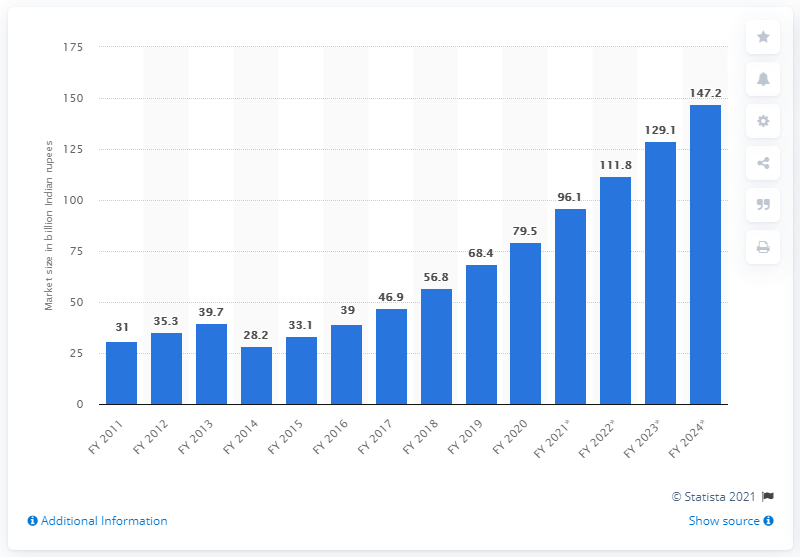 Market size in billion Indian rupees
175
150
125
100
75
50
25
0
31
35.3
39.7
28.2
33.1
39
46.9
56.8
68.4
79.5
96.1
111.8
129.1
147.2
FY 2011
FY 2012
FY 2013
FY 2014
FY 2015
FY 2016
FY 2017
FY 2018
FY 2019
FY 2020
FY 2021*
FY 2022*
FY 2023*
FY 2024*
© Statista 2021
Additional Information
Show source